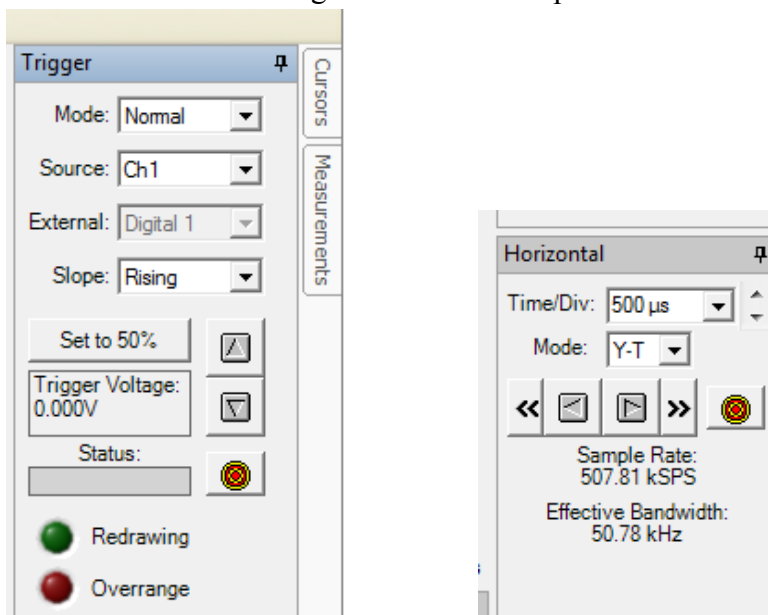 Trigger
Mode: Normal
Source: Ch1
External: Digital 1
Slope: Rising
Set to 50%
Trigger Voltage:
0.000V
Status:
Redrawing
Overrange
Cursors
Measurements
Horizontal
Time/Div: 500 µs
Mode: Y-T
Sample Rate:
507.81 kSPS
Effective Bandwidth:
50.78 kHz